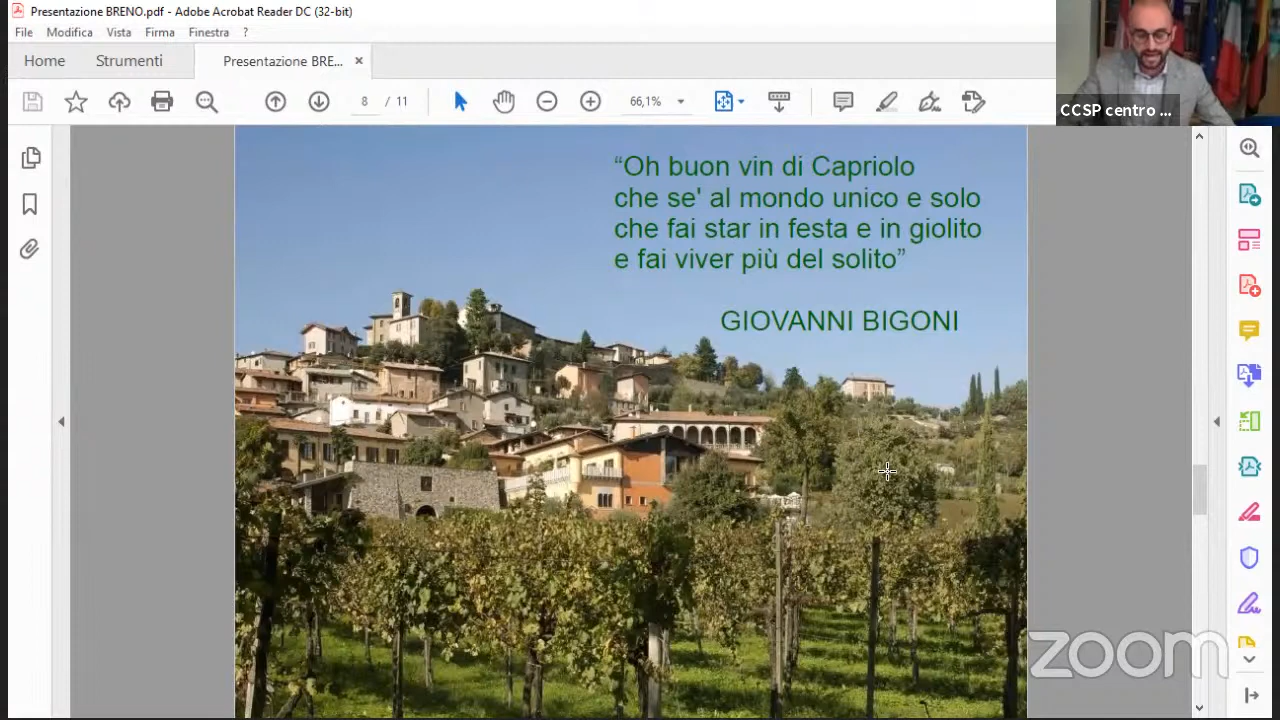 Presentazione BRENO.pdf - Adobe Acrobat Reader DC (32-bit)
File Modifica Vista Firma Finestra ?
Home Strumenti Presentazione BRE...
8 / 11 66,1%
CCSP centro ...
“Oh buon vin di Capriolo
che se' al mondo unico e solo
che fai star in festa e in giolito
e fai viver più del solito”
GIOVANNI BIGONI
zoom